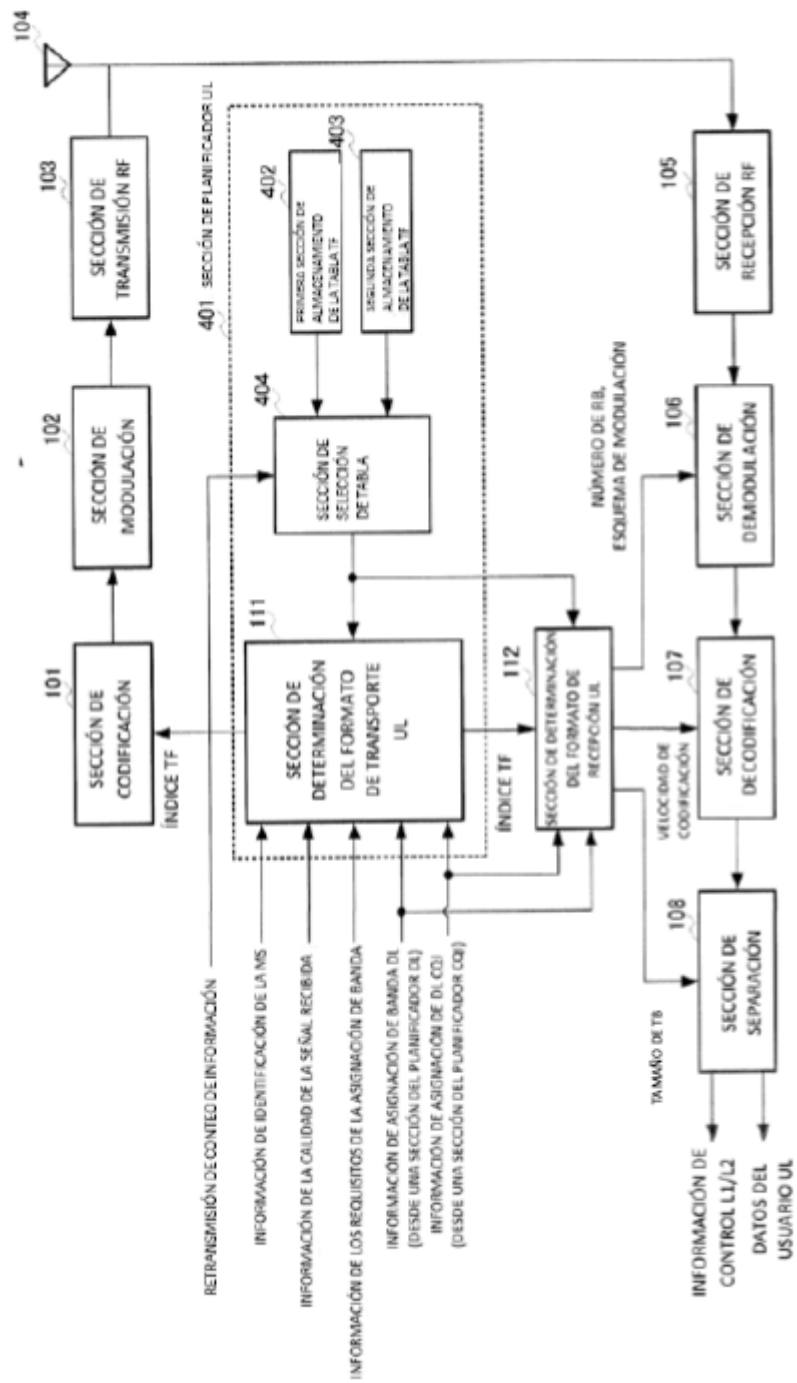 101
SECCIÓN DE
CODIFICACIÓN
102
SECCIÓN DE
MODULACIÓN
103
SECCIÓN DE
TRANSMISIÓN RF
104
ÍNDICE TF
401 SECCIÓN DE PLANIFICADOR UL
RETRANSMISIÓN DE CONTEO DE INFORMACIÓN
INFORMACIÓN DE IDENTIFICACIÓN DE LA MS
INFORMACIÓN DE LA CALIDAD DE LA SEÑAL RECIBIDA
INFORMACIÓN DE LOS REQUISITOS DE LA ASIGNACIÓN DE BANDA
INFORMACIÓN DE ASIGNACIÓN DE BANDA DL
(DESDE UNA SECCIÓN DEL PLANIFICADOR DL)
INFORMACIÓN DE ASIGNACIÓN DE DL CQI
(DESDE UNA SECCIÓN DEL PLANIFICADOR CQI)
111
SECCIÓN DE
DETERMINACIÓN
DEL FORMATO
DE TRANSPORTE
UL
404
SECCIÓN DE
SELECCIÓN
DE TABLA
402
PRIMERA SECCIÓN DE
ALMACENAMIENTO
DE LA TABLA TF
403
SEGUNDA SECCIÓN DE
ALMACENAMIENTO
DE LA TABLA TF
ÍNDICE TF
112
SECCIÓN DE DETERMINACIÓN
DEL FORMATO DE
RECEPCIÓN UL
TAMAÑO DE TB
VELOCIDAD DE
CODIFICACIÓN
NÚMERO DE RB,
ESQUEMA DE MODULACIÓN
INFORMACIÓN DE
CONTROL L1/L2
DATOS DEL
USUARIO UL
108
SECCIÓN DE
SEPARACIÓN
107
SECCIÓN DE
DECODIFICACIÓN
106
SECCIÓN DE
DEMODULACIÓN
105
SECCIÓN DE
RECEPCIÓN RF